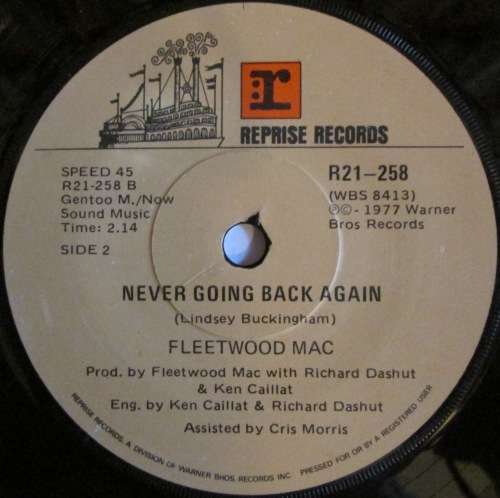 r
REPRISE RECORDS
SPEED 45
R21-258 B
Gentoo M./Now
Sound Music
Time: 2.14
SIDE 2
R21-258
(WBS 8413)
℗©- 1977 Warner
Bros Records
NEVER GOING BACK AGAIN
(Lindsey Buckingham)
FLEETWOOD MAC
Prod. by Fleetwood Mac with Richard Dashut
& Ken Caillat
Eng. by Ken Caillat & Richard Dashut
Assisted by Cris Morris
REPRISE RECORDS, A DIVISION OF WARNER BROS. RECORDS INC. PRESSED FOR OR BY A REGISTERED USER